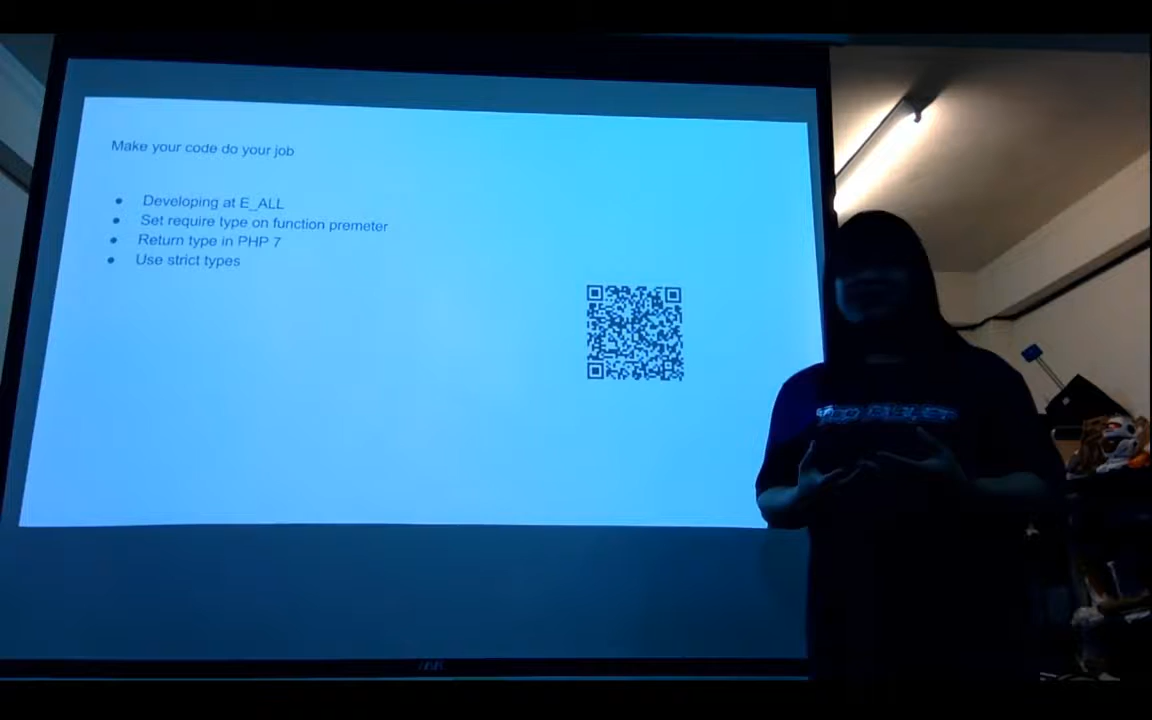 Make your code do your job
Developing at E_ALL
Set require type on function premeter
Return type in PHP 7
Use strict types